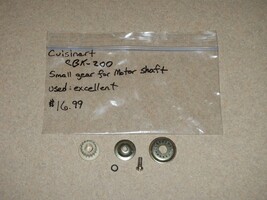 Cuisinart
CBK-200
Small gear for Motor shaft
used: excellent
$16.99